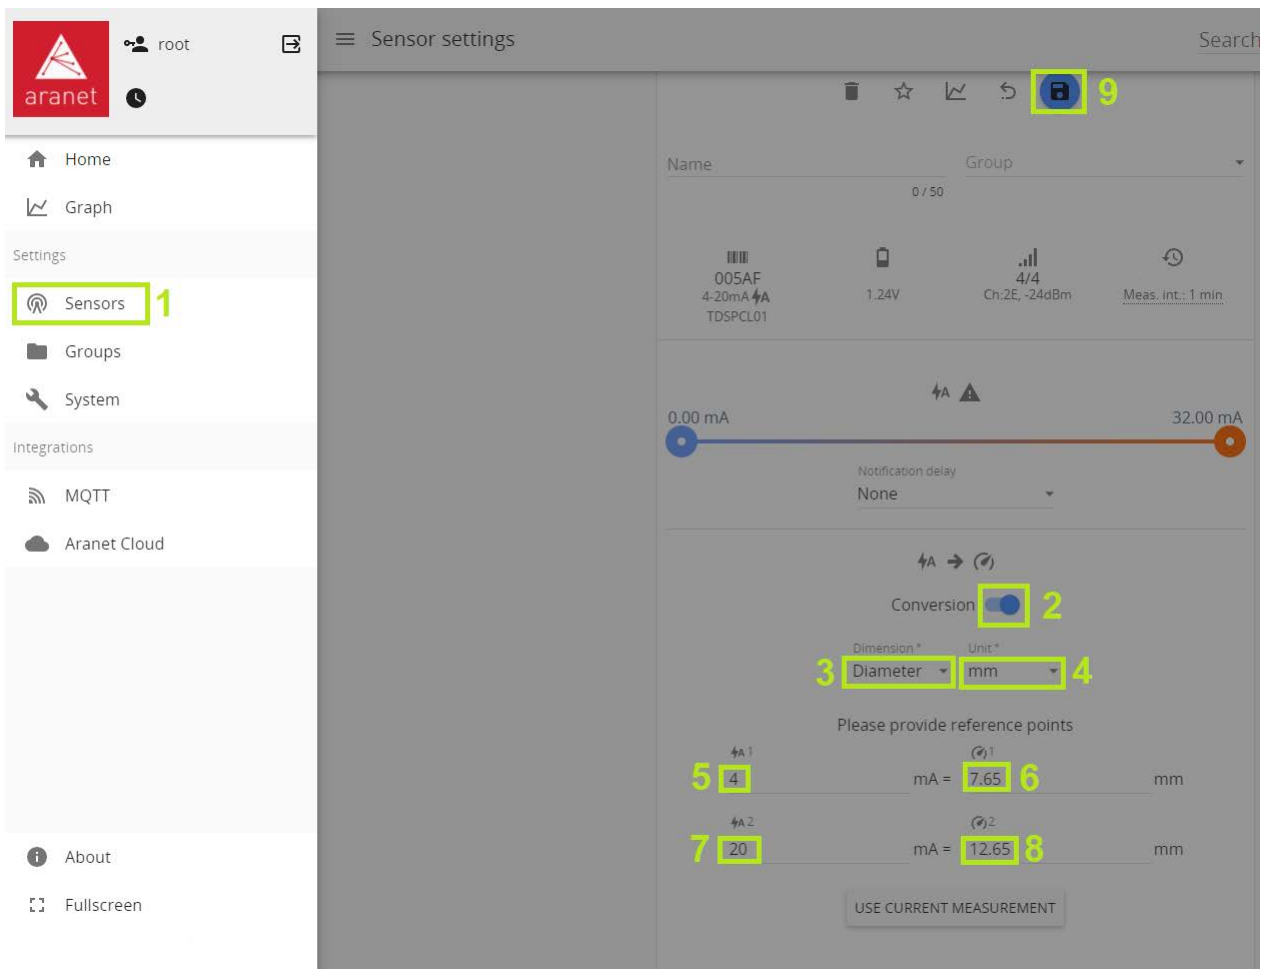 aranet
root
Sensor settings
Search
9
Home
Graph
Settings
Sensors
1
Groups
System
Integrations
MQTT
Aranet Cloud
About
Fullscreen
Name
Group
0 / 50
005AF
4-20mA A
TDSPCL01
1.24V
4/4
Ch:2E, -24dBm
Meas. int.: 1 min
A
0.00 mA
32.00 mA
Notification delay
None
A
Conversion
2
Dimension *
Unit *
3
Diameter
mm
4
Please provide reference points
A 1
1
5
4
mA =
7.65
6
mm
A 2
2
7
20
mA =
12.65
8
mm
USE CURRENT MEASUREMENT